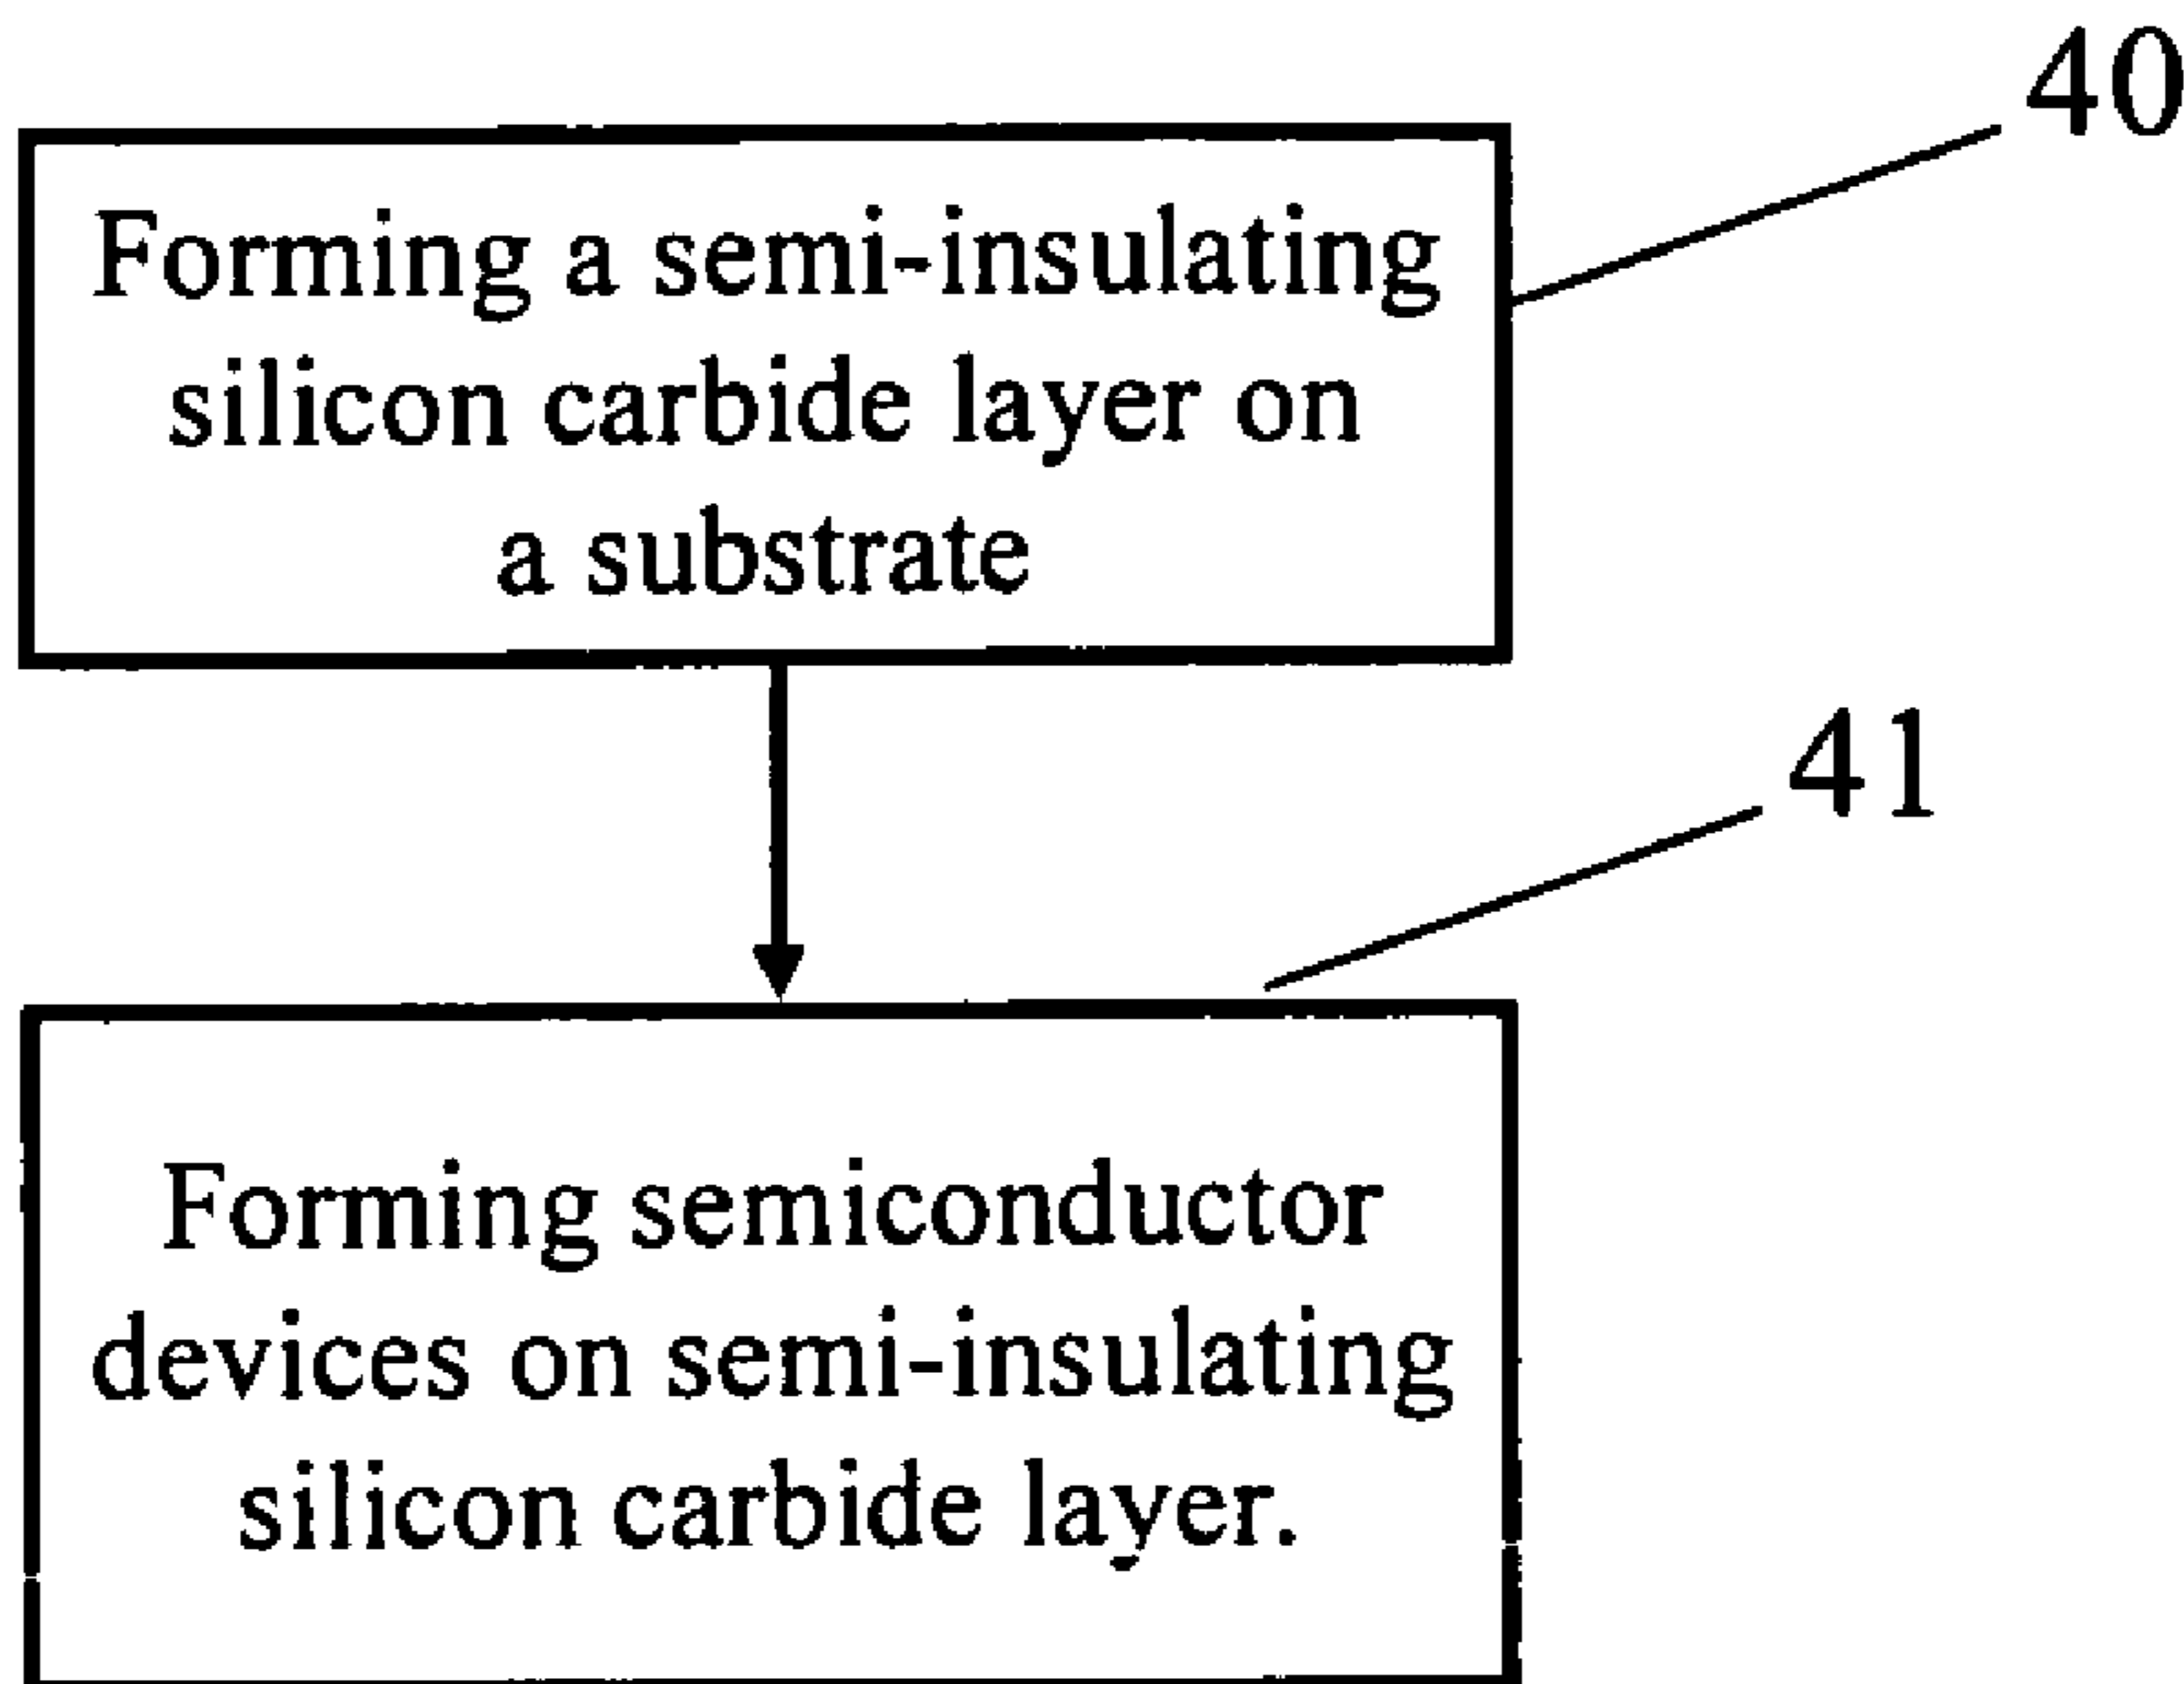 40
Forming a semi-insulating
silicon carbide layer on
a substrate
41
Forming semiconductor
devices on semi-insulating
silicon carbide layer.